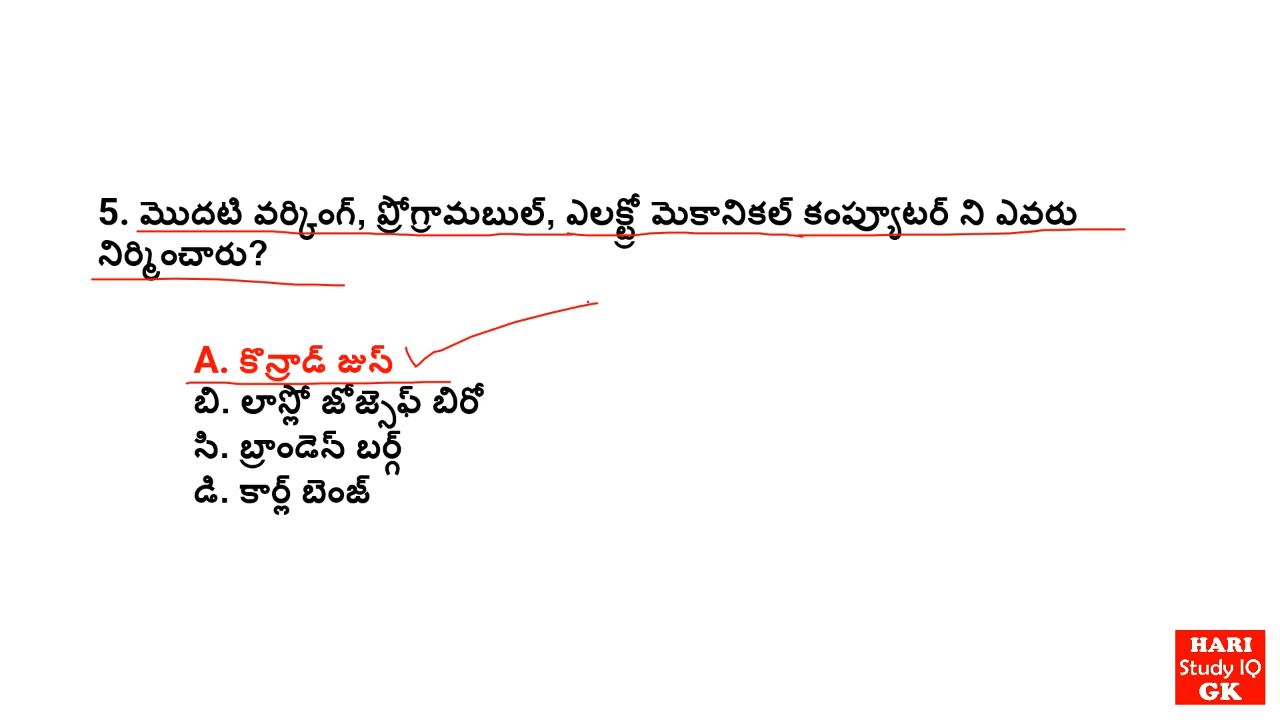 5. మొదటి వర్కింగ్, ప్రోగ్రామబుల్, ఎలక్ట్రో మెకానికల్ కంప్యూటర్ ని ఎవరు
నిర్మించారు?
A. కొన్రాడ్ జుస్
బి. లాస్లో జోజ్సెఫ్ బిరో
సి. బ్రాండెస్ బర్గ్
డి. కార్ల్ బెంజ్
HARI
Study IQ
GK